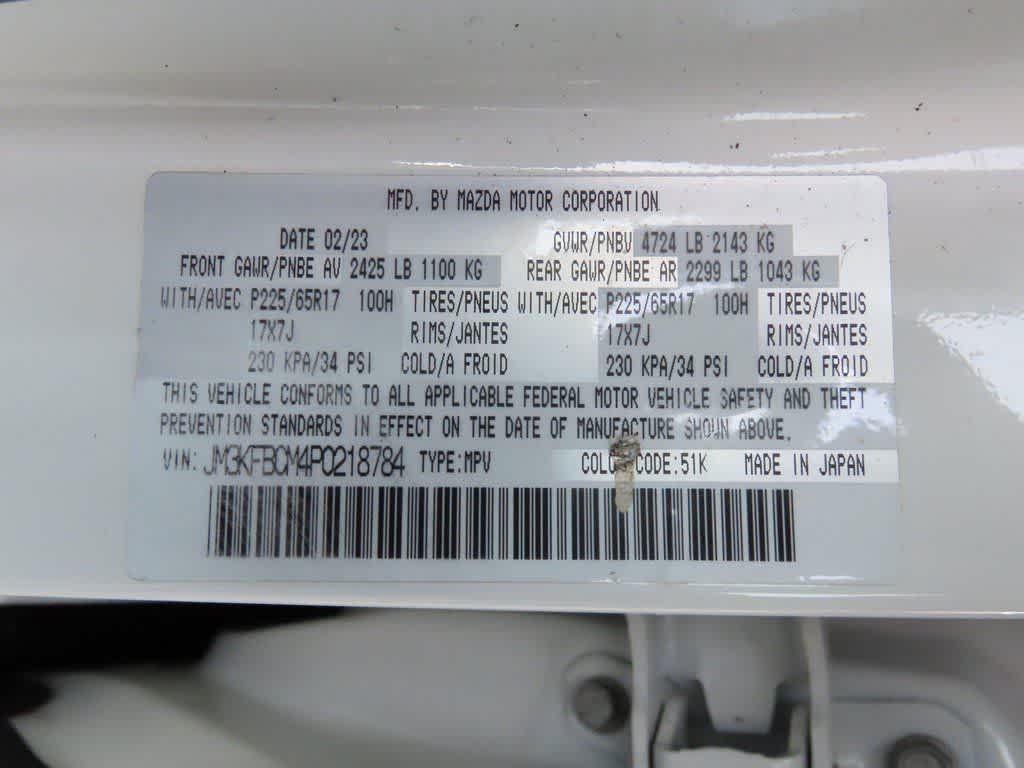 MFD. BY MAZDA MOTOR CORPORATION
DATE 02/23 GVWR/PNBV 4724 LB 2143 KG
FRONT GAWR/PNBE AV 2425 LB 1100 KG REAR GAWR/PNBE AR 2299 LB 1043 KG
WITH/AVEC P225/65R17 100H TIRES/PNEUS WITH/AVEC P225/65R17 100H TIRES/PNEUS
17X7J RIMS/JANTES 17X7J RIMS/JANTES
230 KPA/34 PSI COLD/A FROID 230 KPA/34 PSI COLD/A FROID
THIS VEHICLE CONFORMS TO ALL APPLICABLE FEDERAL MOTOR VEHICLE SAFETY AND THEFT
PREVENTION STANDARDS IN EFFECT ON THE DATE OF MANUFACTURE SHOWN ABOVE.
VIN: JM3KFBCM4P0218784 TYPE:MPV COLOR CODE:51K MADE IN JAPAN